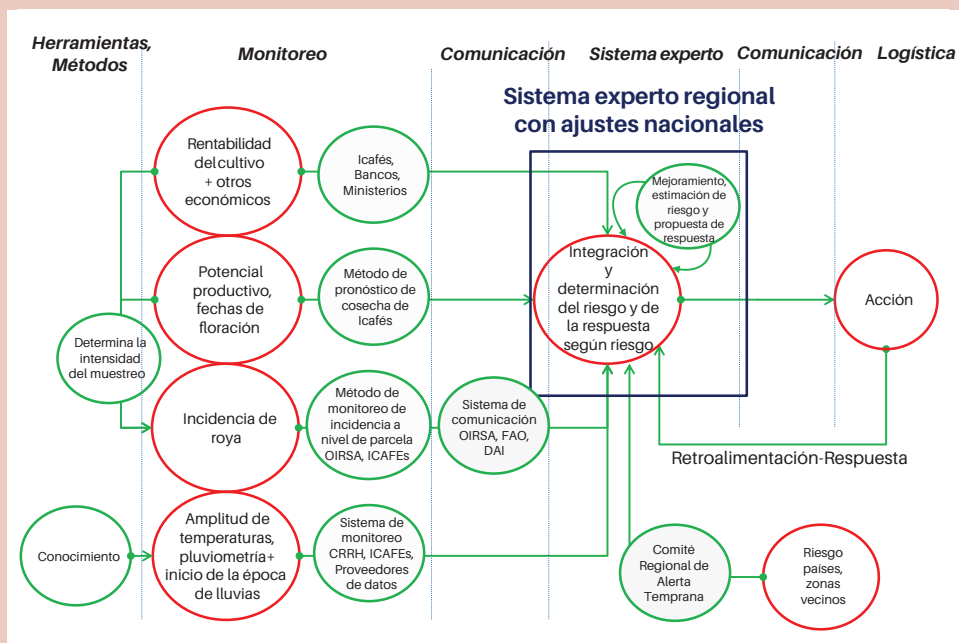 Herramientas,
Métodos
Monitoreo
Comunicación
Sistema experto
Comunicación
Logística
Sistema experto regional
con ajustes nacionales
Rentabilidad
del cultivo
+ otros
económicos
Icafés,
Bancos,
Ministerios
Mejoramiento,
estimación de
riesgo y
propuesta de
respuesta
Potencial
productivo,
fechas de
floración
Método de
pronóstico de
cosecha de
Icafés
Integración
y
determinación
del riesgo y de
la respuesta
según riesgo
Acción
Determina la
intensidad
del muestreo
Incidencia de
roya
Método de
monitoreo de
incidencia a
nivel de parcela
OIRSA, ICAFEs
Sistema de
comunicación
OIRSA, FAO,
DAI
Retroalimentación-Respuesta
Conocimiento
Amplitud de
temperaturas,
pluviometría+
inicio de la época
de lluvias
Sistema de
monitoreo
CRRH, ICAFEs,
Proveedores
de datos
Comité
Regional de
Alerta
Temprana
Riesgo
países,
zonas
vecinos